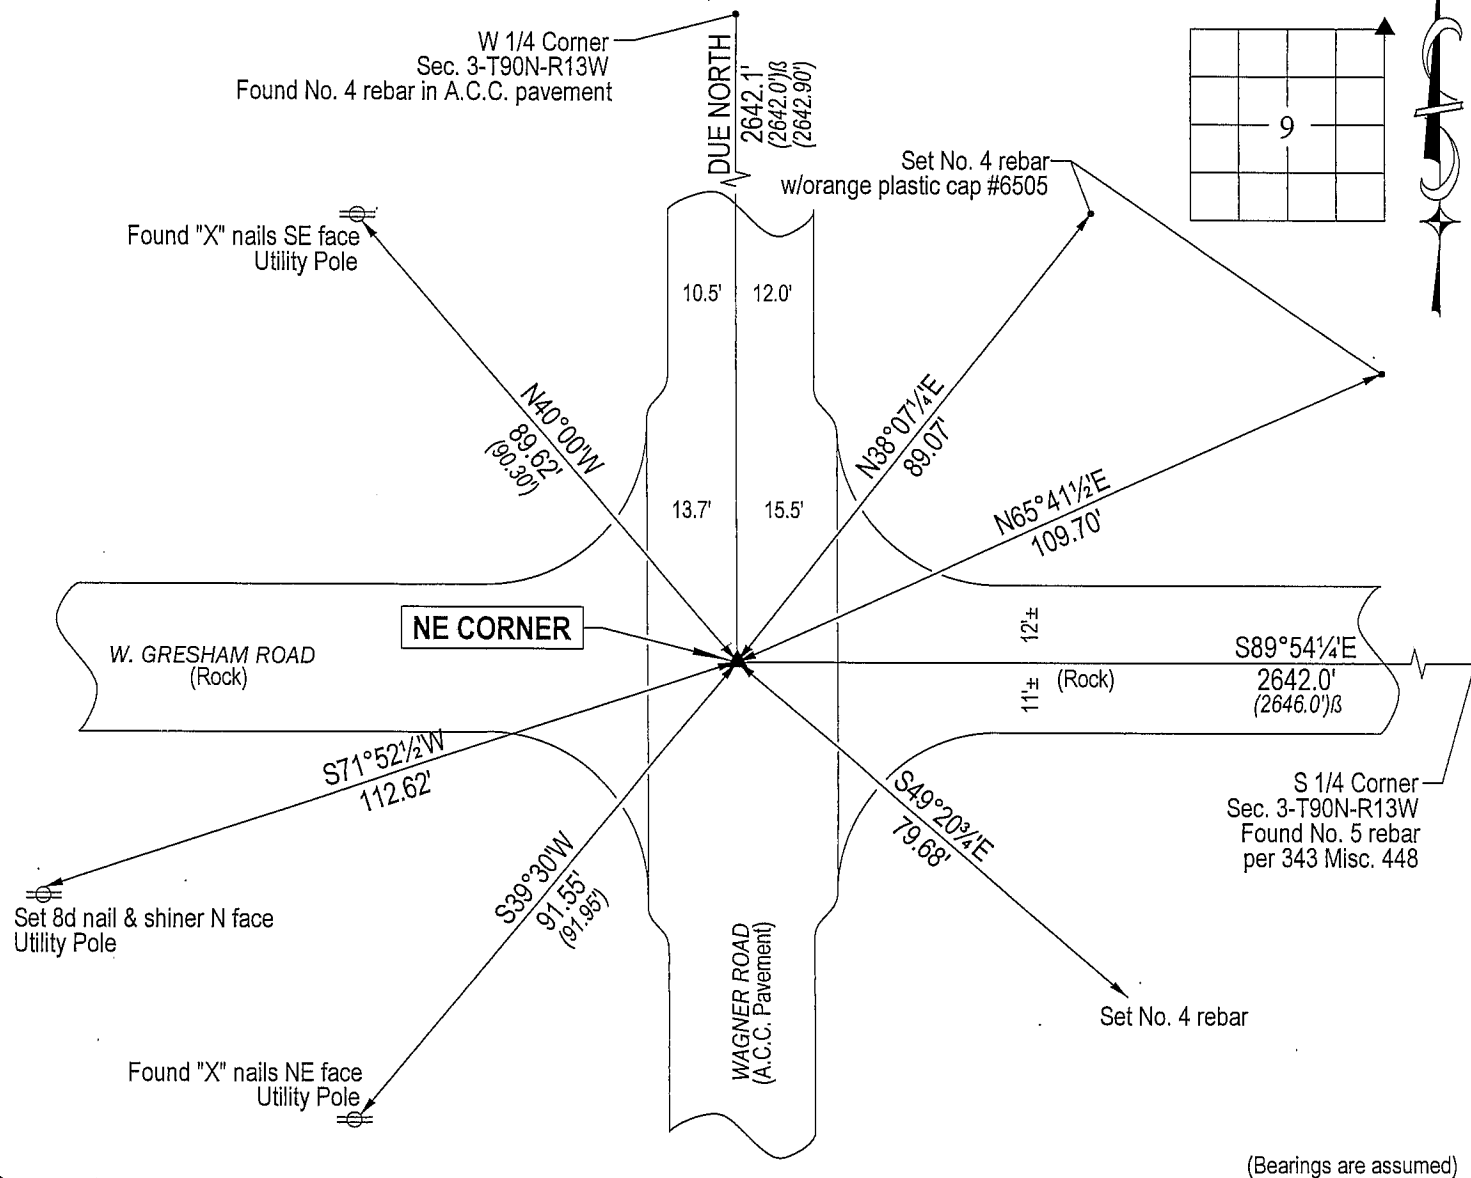 W 1/4 Corner
Sec. 3-T90N-R13W
Found No. 4 rebar in A.C.C. pavement
DUE NORTH
2642.1'
(2642.0')ß
(2642.90')
9
Set No. 4 rebar
w/orange plastic cap #6505
Found "X" nails SE face
Utility Pole
10.5'
12.0'
N40°00'W
89.62'
(90.30')
N38°07¼'E
89.07'
13.7'
15.5'
N65°41½'E
109.70'
NE CORNER
W. GRESHAM ROAD
(Rock)
12'±
11'±
(Rock)
S89°54¼'E
2642.0'
(2646.0')ß
S 1/4 Corner
Sec. 3-T90N-R13W
Found No. 5 rebar
per 343 Misc. 448
S71°52½'W
112.62'
S49°20¾'E
79.68'
S39°30'W
91.55'
(91.95')
Set 8d nail & shiner N face
Utility Pole
WAGNER ROAD
(A.C.C. Pavement)
Set No. 4 rebar
Found "X" nails NE face
Utility Pole
(Bearings are assumed)